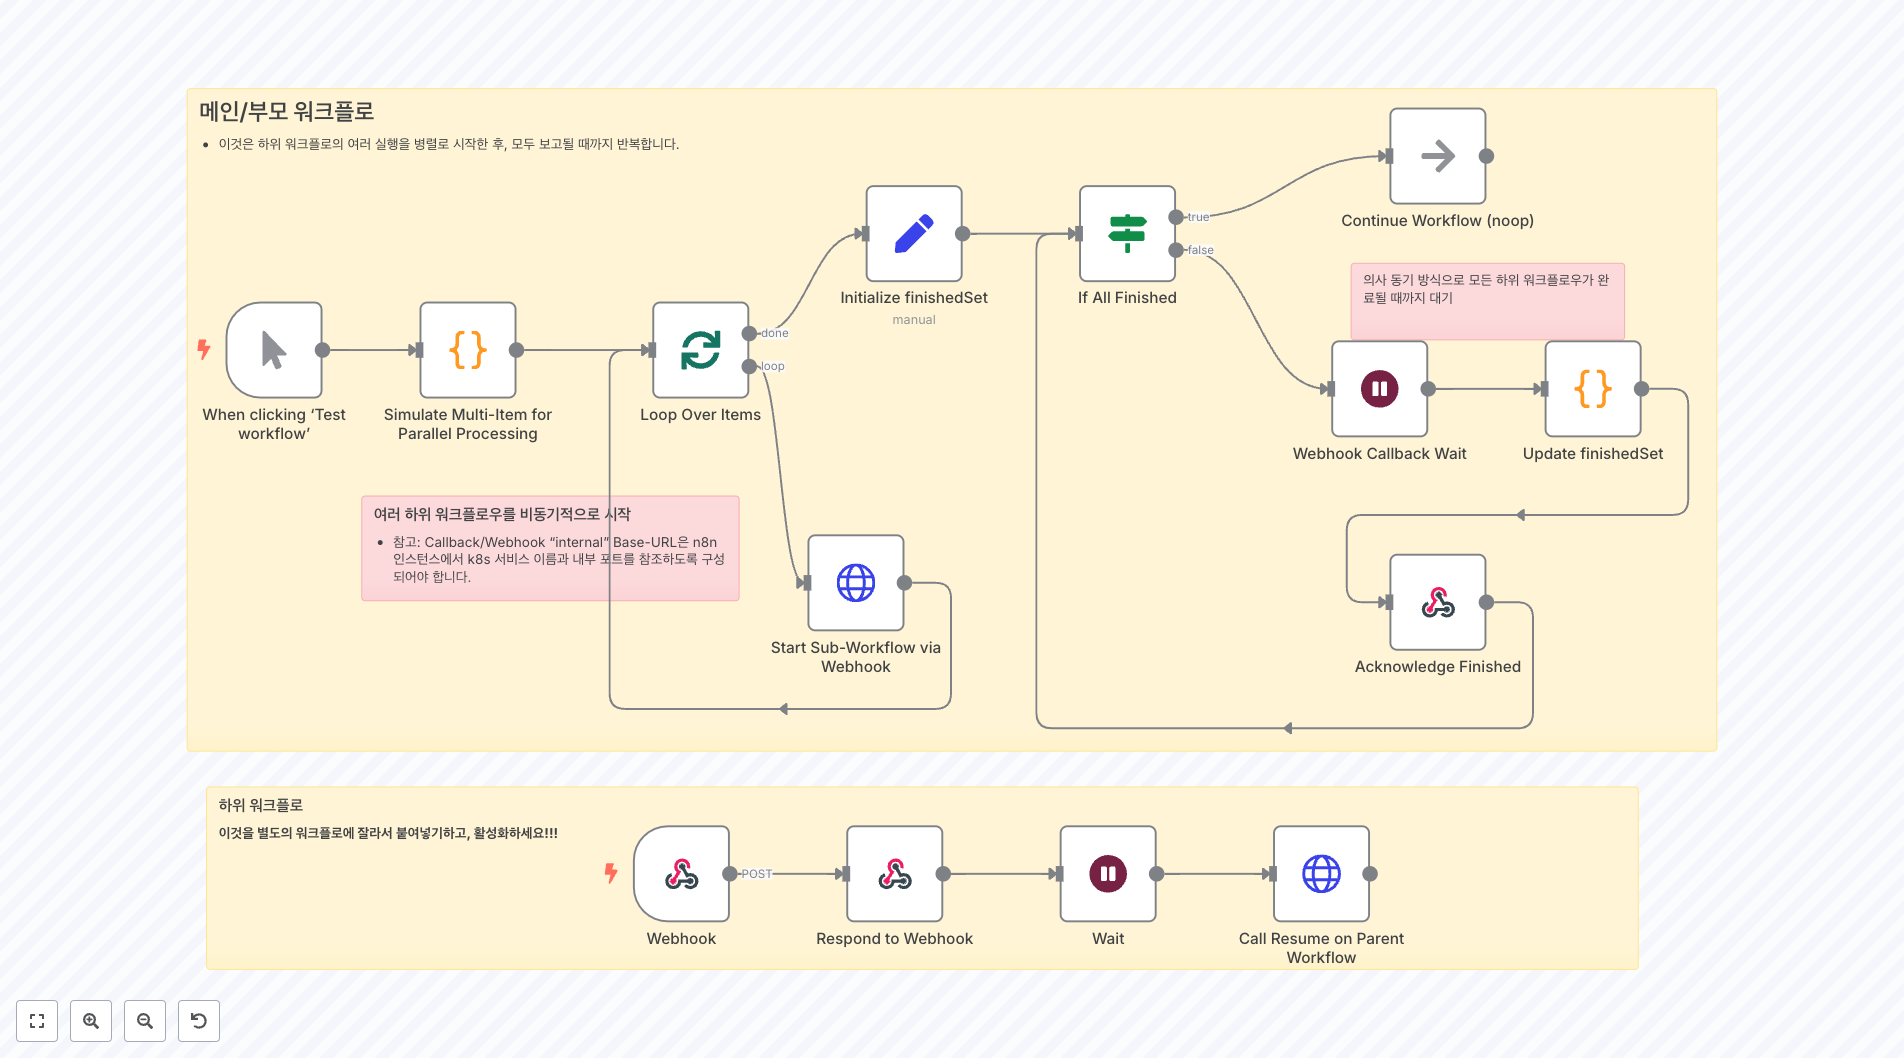 메인/부모 워크플로
• 이것은 하위 워크플로의 여러 실행을 병렬로 시작한 후, 모두 보고될 때까지 반복합니다.
Continue Workflow (noop)
true
false
If All Finished
Initialize finishedSet
manual
의사 동기 방식으로 모든 하위 워크플로우가 완
료될 때까지 대기
done
loop
When clicking ‘Test
workflow’
Simulate Multi-Item for
Parallel Processing
Loop Over Items
Webhook Callback Wait
Update finishedSet
여러 하위 워크플로우를 비동기적으로 시작
• 참고: Callback/Webhook “internal” Base-URL은 n8n
인스턴스에서 k8s 서비스 이름과 내부 포트를 참조하도록 구성
되어야 합니다.
Start Sub-Workflow via
Webhook
Acknowledge Finished
하위 워크플로
이것을 별도의 워크플로에 잘라서 붙여넣기하고, 활성화하세요!!!
POST
Webhook
Respond to Webhook
Wait
Call Resume on Parent
Workflow